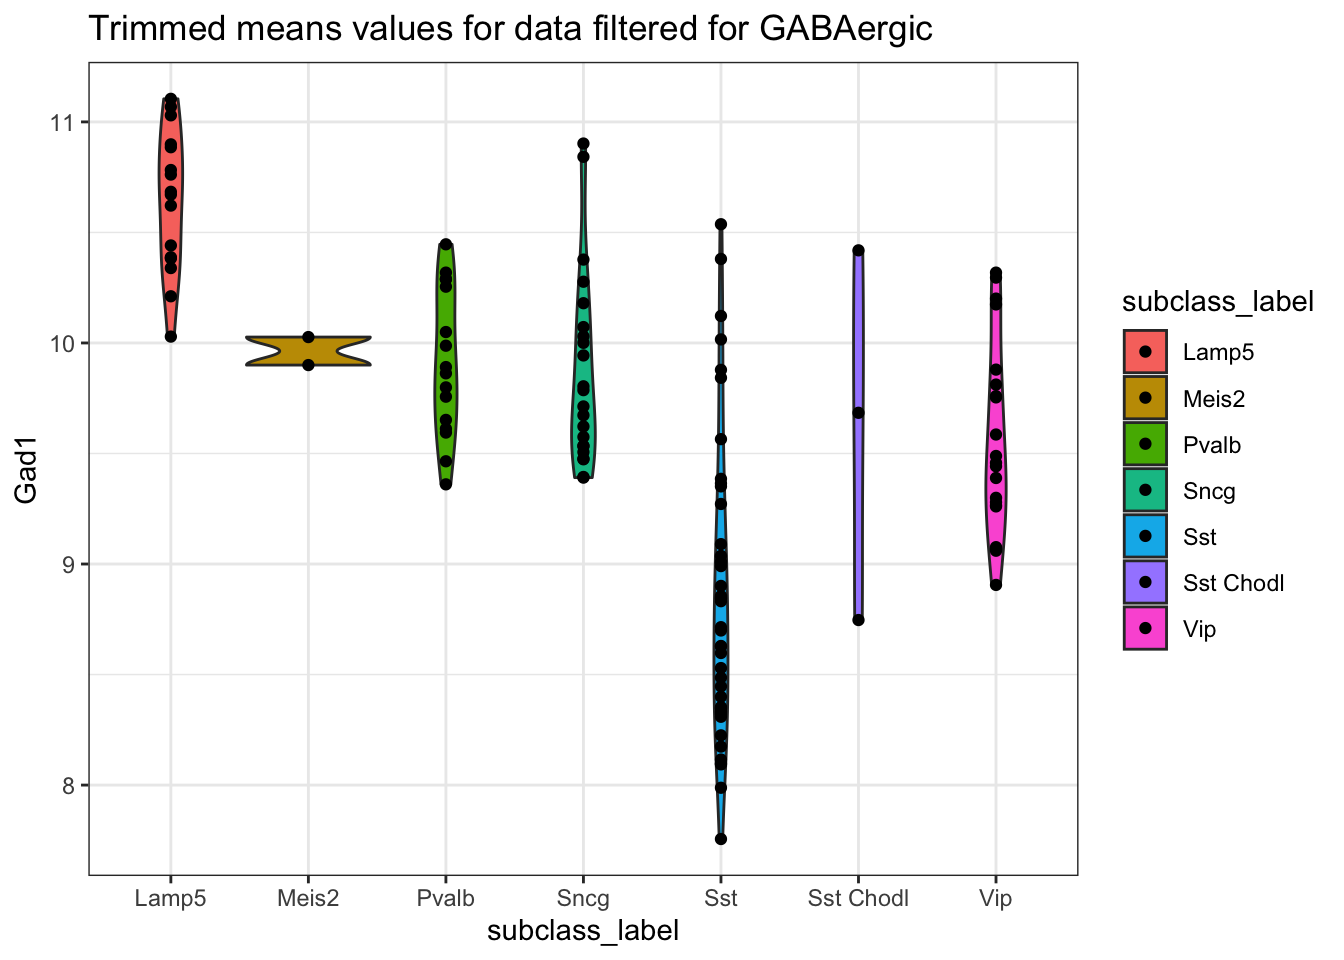 Trimmed means values for data filtered for GABAergic
11
10
9
8
Gad1
Lamp5 Meis2 Pvalb Sncg Sst Sst Chodl Vip
subclass_label
subclass_label
Lamp5
Meis2
Pvalb
Sncg
Sst
Sst Chodl
Vip